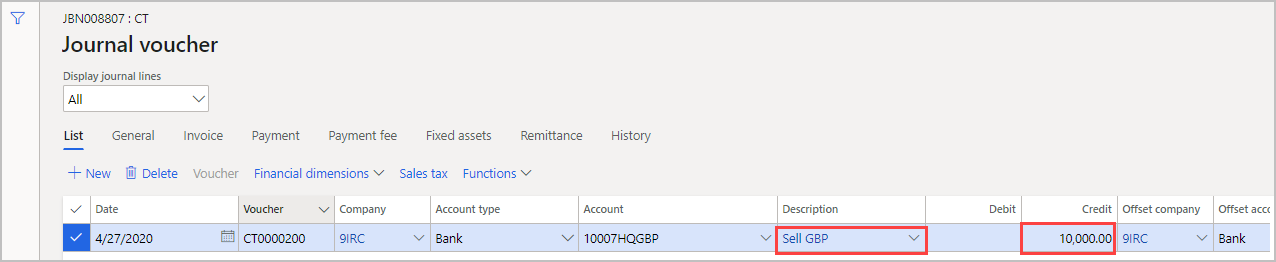 JBN008807 : CT
Journal voucher
Display journal lines
All
List General Invoice Payment Payment fee Fixed assets Remittance History
New Delete Voucher Financial dimensions Sales tax Functions
Date Voucher Company Account type Account Description Debit Credit Offset company Offset acco
4/27/2020 CT0000200 9IRC Bank 10007HQGBP Sell GBP 10,000.00 9IRC Bank